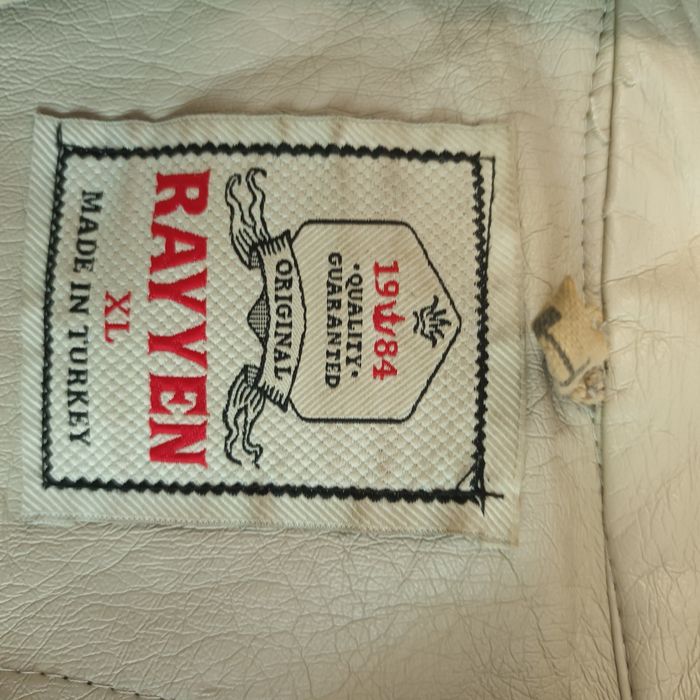 19 84
·QUALITY·
GUARANTED
ORIGINAL
RAYYEN
XL
MADE IN TURKEY